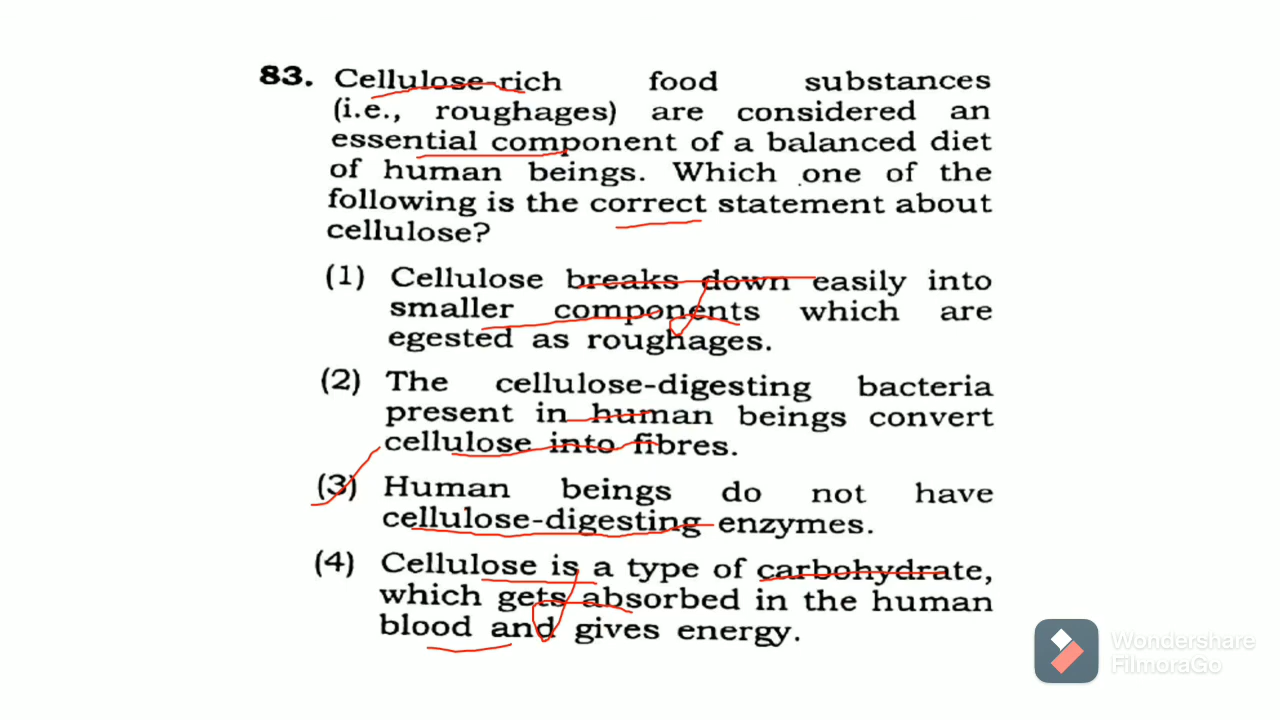 83. Cellulose-rich food substances
(i.e., roughages) are considered an
essential component of a balanced diet
of human beings. Which one of the
following is the correct statement about
cellulose?
(1) Cellulose breaks down easily into
smaller components which are
egested as roughages.
(2) The cellulose-digesting bacteria
present in human beings convert
cellulose into fibres.
(3) Human beings do not have
cellulose-digesting enzymes.
(4) Cellulose is a type of carbohydrate,
which gets absorbed in the human
blood and gives energy.
Wondershare
FilmoraGo